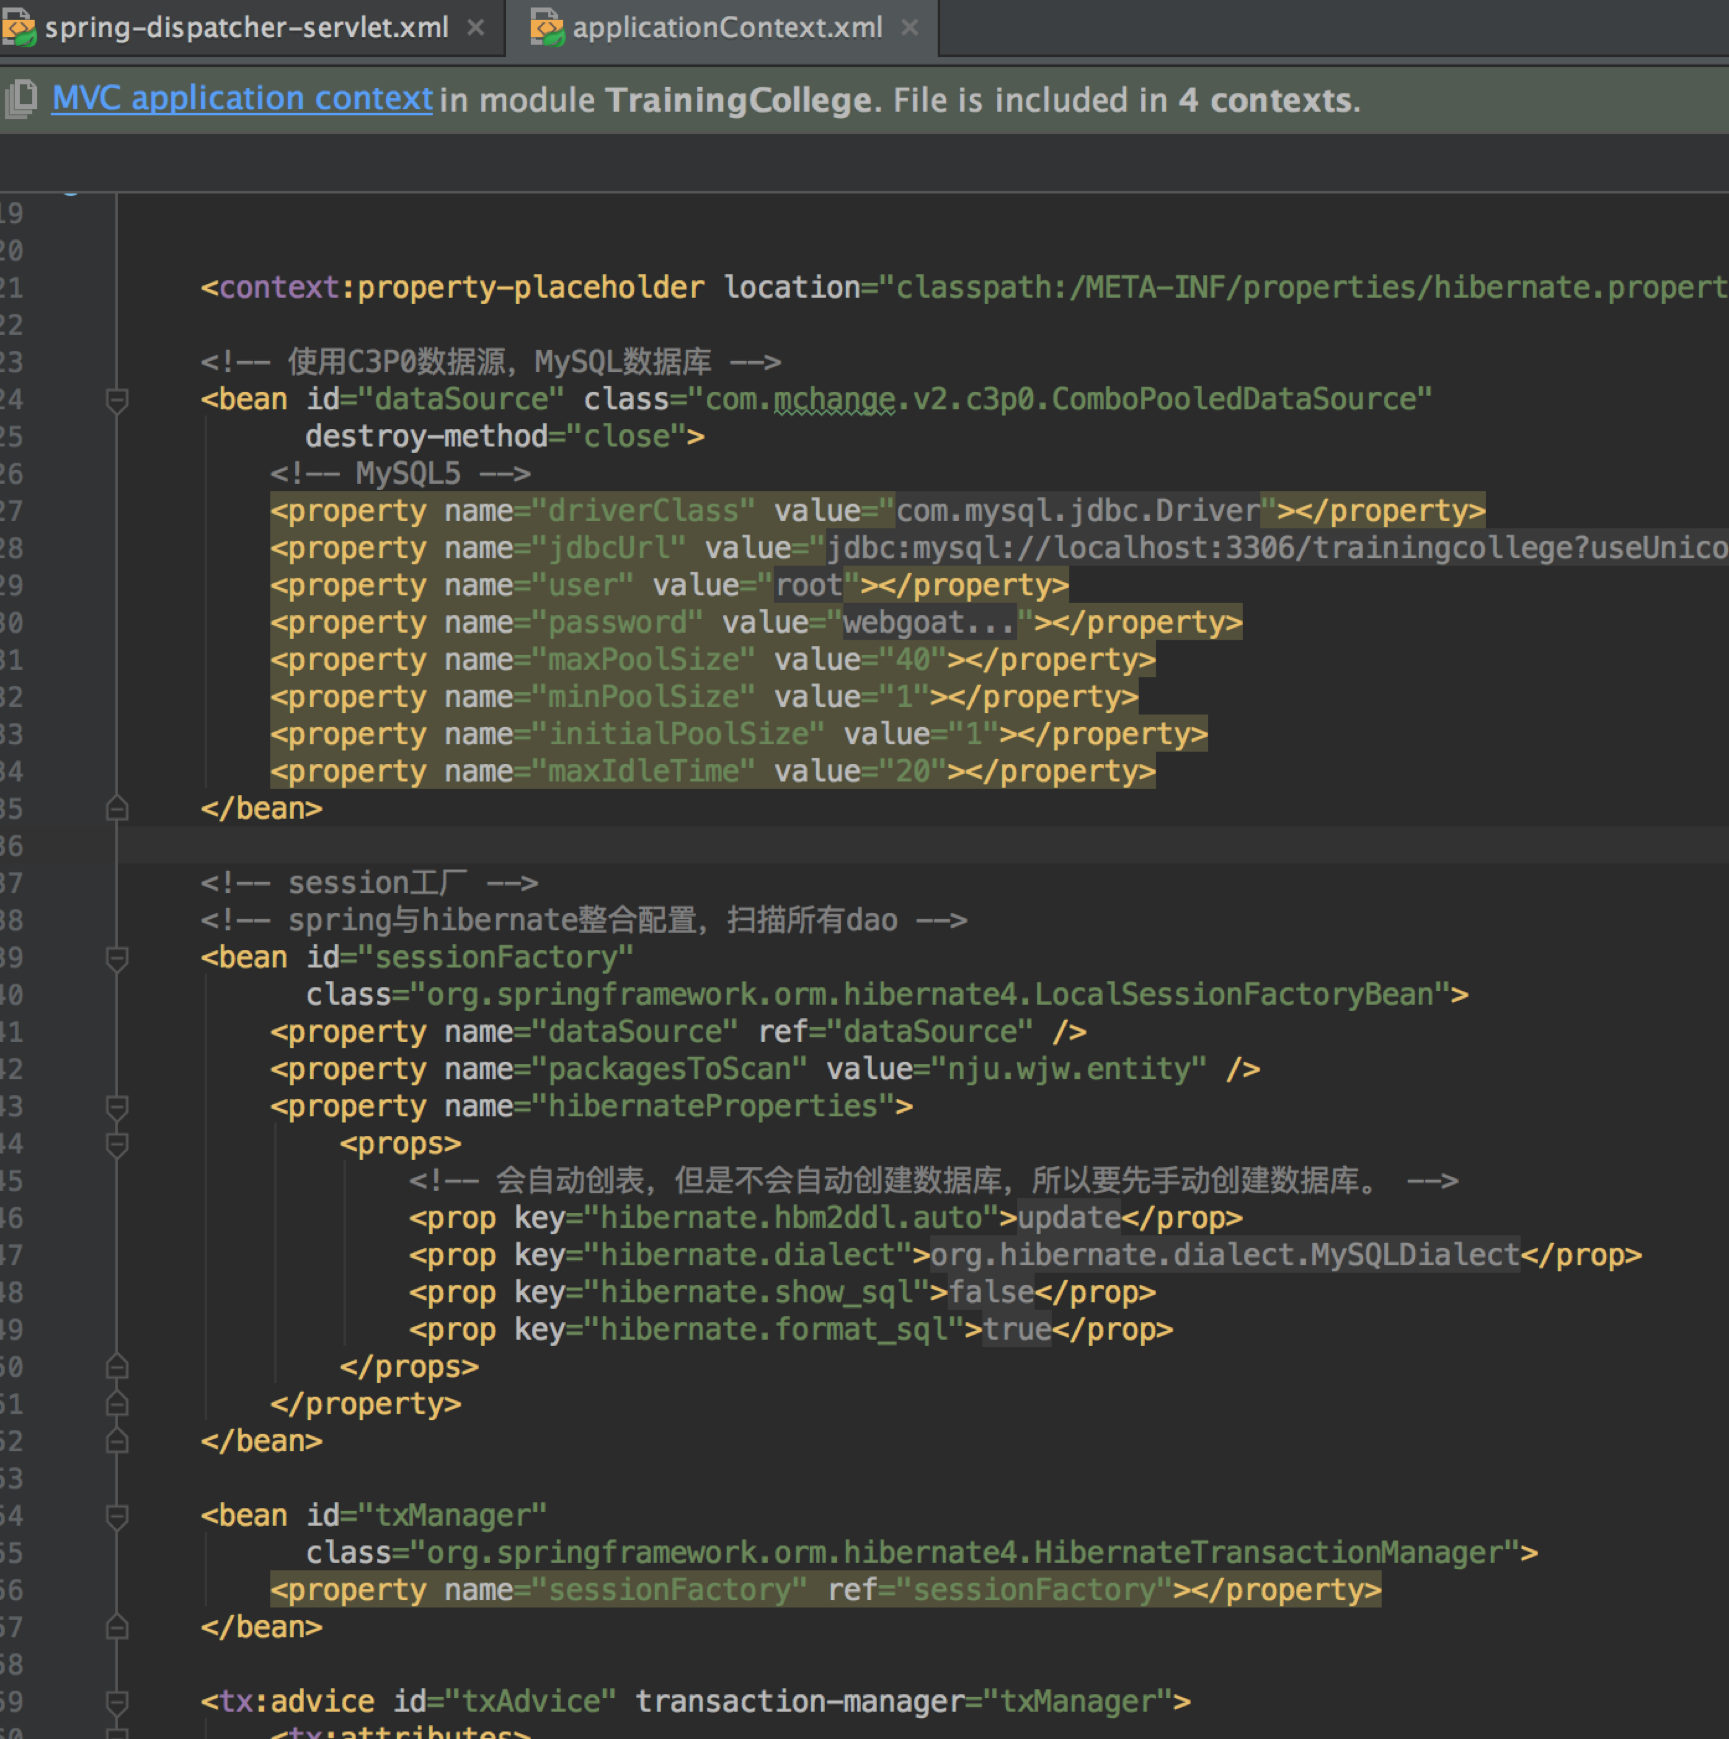 spring-dispatcher-servlet.xml
applicationContext.xml
MVC application context in module TrainingCollege. File is included in 4 contexts.
19
20
21 <context:property-placeholder location="classpath:/META-INF/properties/hibernate.propert
22
23 <!-- 使用C3P0数据源，MySQL数据库 -->
24 <bean id="dataSource" class="com.mchange.v2.c3p0.ComboPooledDataSource"
25 destroy-method="close">
26 <!-- MySQL5 -->
27 <property name="driverClass" value="com.mysql.jdbc.Driver"></property>
28 <property name="jdbcUrl" value="jdbc:mysql://localhost:3306/trainingcollege?useUnico
29 <property name="user" value="root"></property>
30 <property name="password" value="webgoat..."></property>
31 <property name="maxPoolSize" value="40"></property>
32 <property name="minPoolSize" value="1"></property>
33 <property name="initialPoolSize" value="1"></property>
34 <property name="maxIdleTime" value="20"></property>
35 </bean>
36
37 <!-- session工厂 -->
38 <!-- spring与hibernate整合配置，扫描所有dao -->
39 <bean id="sessionFactory"
40 class="org.springframework.orm.hibernate4.LocalSessionFactoryBean">
41 <property name="dataSource" ref="dataSource" />
42 <property name="packagesToScan" value="nju.wjw.entity" />
43 <property name="hibernateProperties">
44 <props>
45 <!-- 会自动创表，但是不会自动创建数据库，所以要先手动创建数据库。 -->
46 <prop key="hibernate.hbm2ddl.auto">update</prop>
47 <prop key="hibernate.dialect">org.hibernate.dialect.MySQLDialect</prop>
48 <prop key="hibernate.show_sql">false</prop>
49 <prop key="hibernate.format_sql">true</prop>
50 </props>
51 </property>
52 </bean>
53
54 <bean id="txManager"
55 class="org.springframework.orm.hibernate4.HibernateTransactionManager">
56 <property name="sessionFactory" ref="sessionFactory"></property>
57 </bean>
58
59 <tx:advice id="txAdvice" transaction-manager="txManager">
60 <tx:attributes>